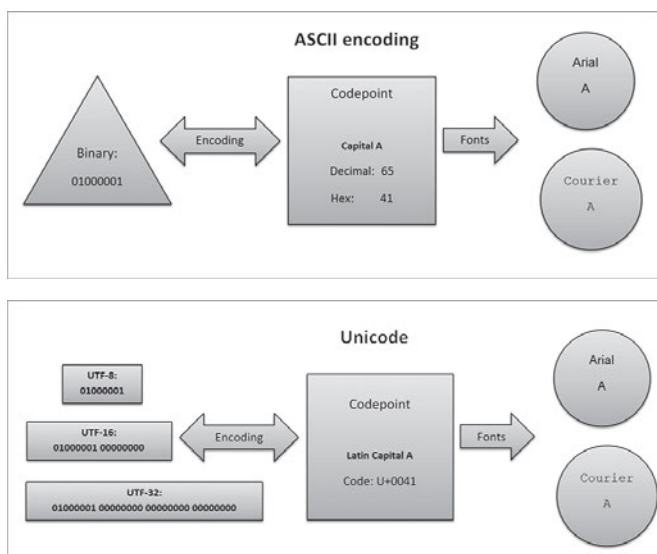 ASCII encoding
Binary:
01000001
Encoding
Codepoint
Capital A
Decimal: 65
Hex: 41
Fonts
Arial
A
Courier
A
Unicode
UTF-8:
01000001
UTF-16:
01000001 00000000
UTF-32:
01000001 00000000 00000000 00000000
Encoding
Codepoint
Latin Capital A
Code: U+0041
Fonts
Arial
A
Courier
A